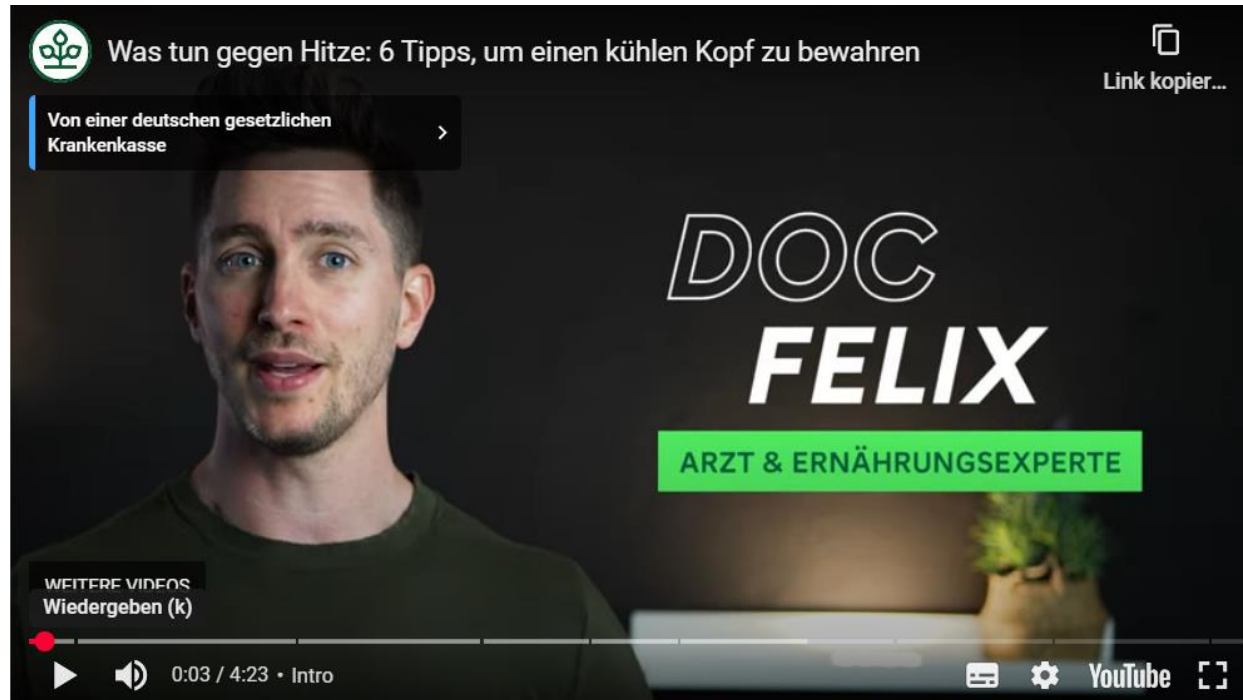 Was tun gegen Hitze: 6 Tipps, um einen kühlen Kopf zu bewahren
Link kopier...
Von einer deutschen gesetzlichen
Krankenkasse
DOC
FELIX
ARZT & ERNÄHRUNGSEXPERTE
WEITERE VIDEOS
Wiedergeben (k)
0:03 / 4:23 • Intro
YouTube